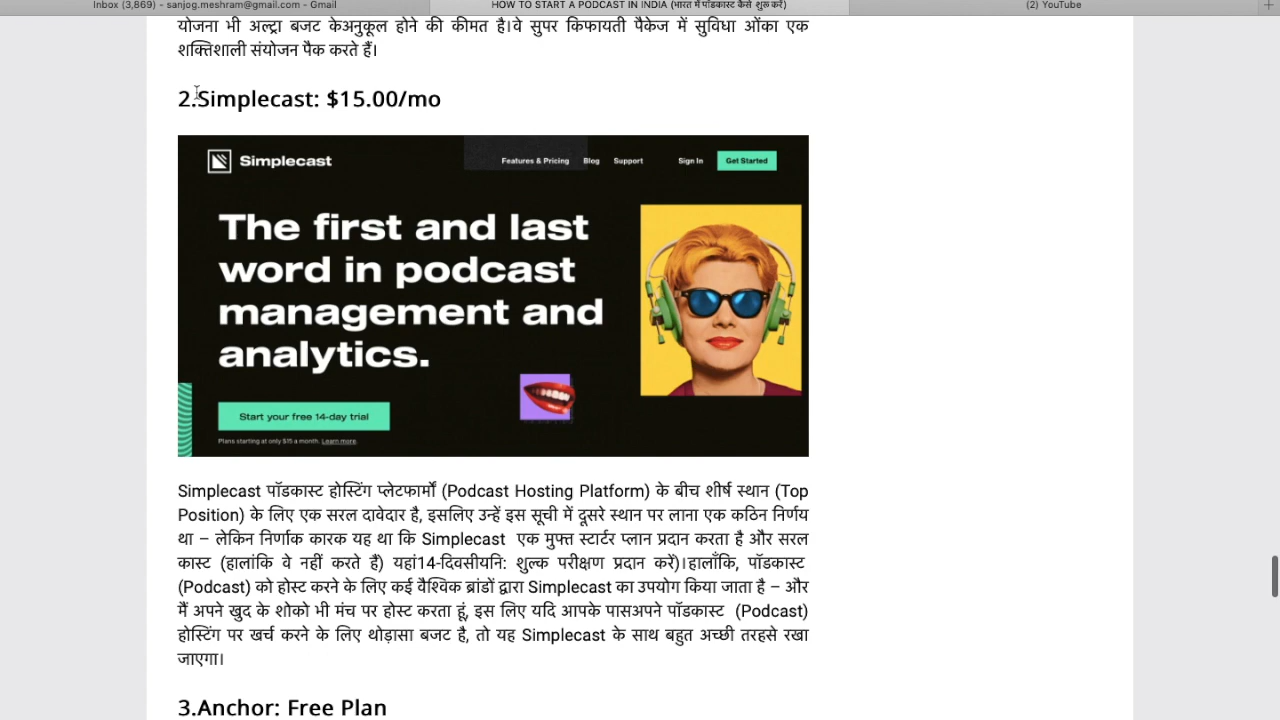 Inbox (3,869) - sanjog.meshram@gmail.com - Gmail
HOW TO START A PODCAST IN INDIA (भारत में पॉडकास्ट कैसे शुरू करें)
(2) YouTube
योजना भी अल्ट्रा बजट केअनुकूल होने की कीमत है।वे सुपर किफायती पैकेज में सुविधा ओंका एक
शक्तिशाली संयोजन पैक करते हैं।
2.Simplecast: $15.00/mo
Simplecast
Features & Pricing
Blog
Support
Sign In
Get Started
The first and last
word in podcast
management and
analytics.
Start your free 14-day trial
Plans starting at only $15 a month. Learn more.
Simplecast पॉडकास्ट होस्टिंग प्लेटफार्मों (Podcast Hosting Platform) के बीच शीर्ष स्थान (Top
Position) के लिए एक सरल दावेदार है, इसलिए उन्हें इस सूची में दूसरे स्थान पर लाना एक कठिन निर्णय
था – लेकिन निर्णाक कारक यह था कि Simplecast एक मुफ्त स्टार्टर प्लान प्रदान करता है और सरल
कास्ट (हालांकि वे नहीं करते हैं) यहां14-दिवसीयनि: शुल्क परीक्षण प्रदान करें)।हालाँकि, पॉडकास्ट
(Podcast) को होस्ट करने के लिए कई वैश्विक ब्रांडों द्वारा Simplecast का उपयोग किया जाता है – और
मैं अपने खुद के शोको भी मंच पर होस्ट करता हूं, इस लिए यदि आपके पासअपने पॉडकास्ट (Podcast)
होस्टिंग पर खर्च करने के लिए थोड़ासा बजट है, तो यह Simplecast के साथ बहुत अच्छी तरहसे रखा
जाएगा।
3.Anchor: Free Plan